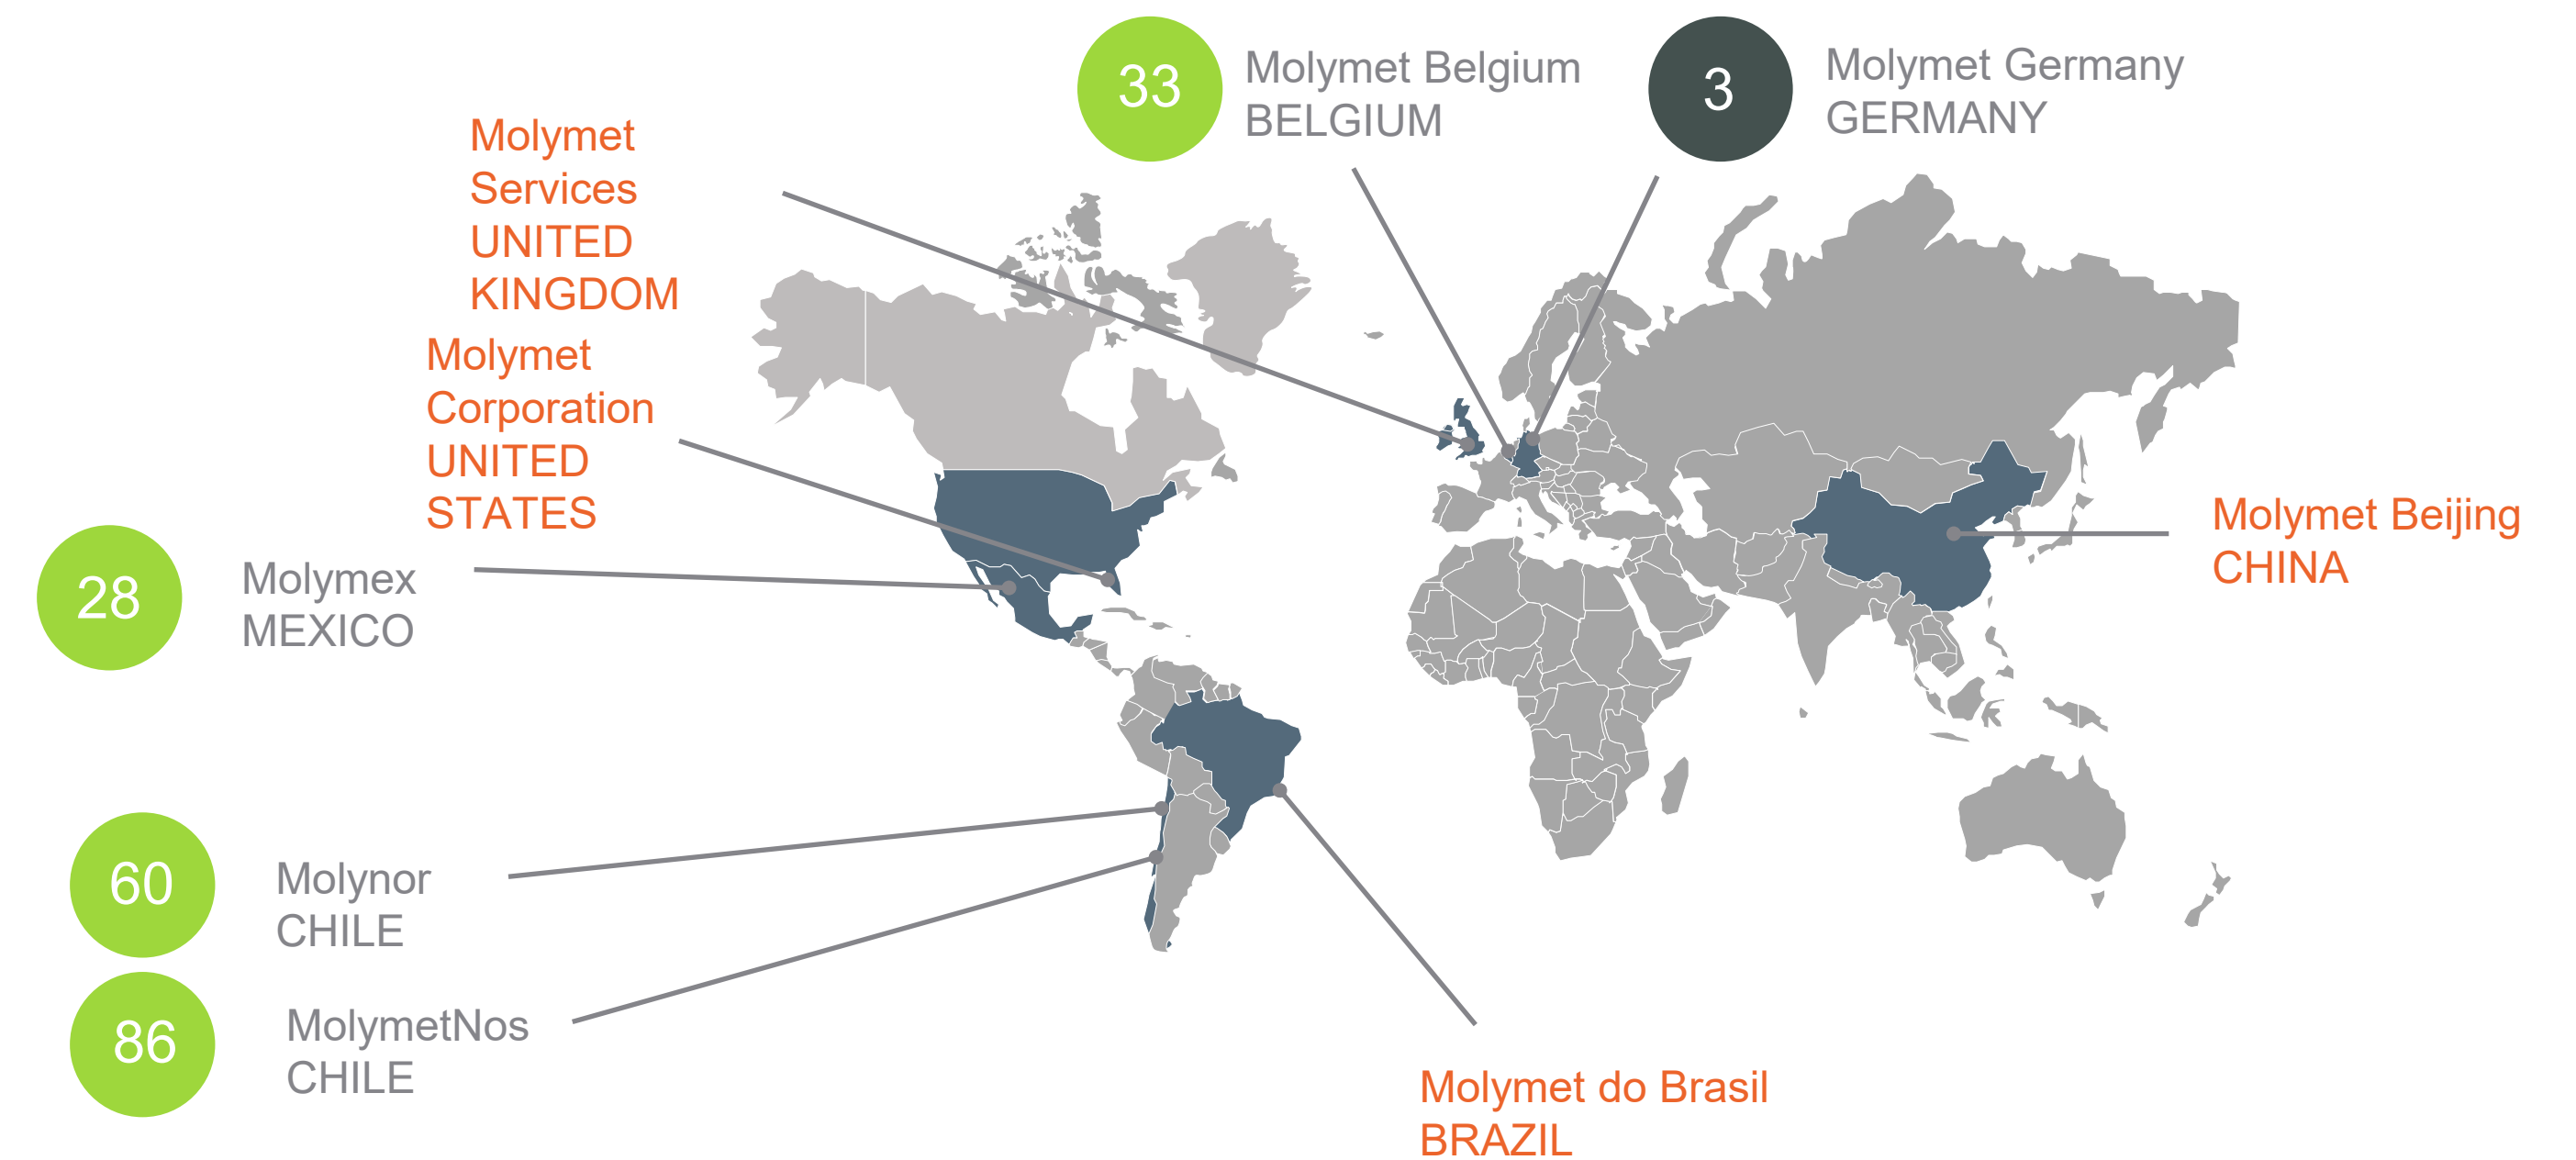 33
Molymet Belgium
BELGIUM
3
Molymet Germany
GERMANY
Molymet
Services
UNITED
KINGDOM
Molymet
Corporation
UNITED
STATES
Molymet Beijing
CHINA
28
Molymex
MEXICO
60
Molynor
CHILE
86
MolymetNos
CHILE
Molymet do Brasil
BRAZIL